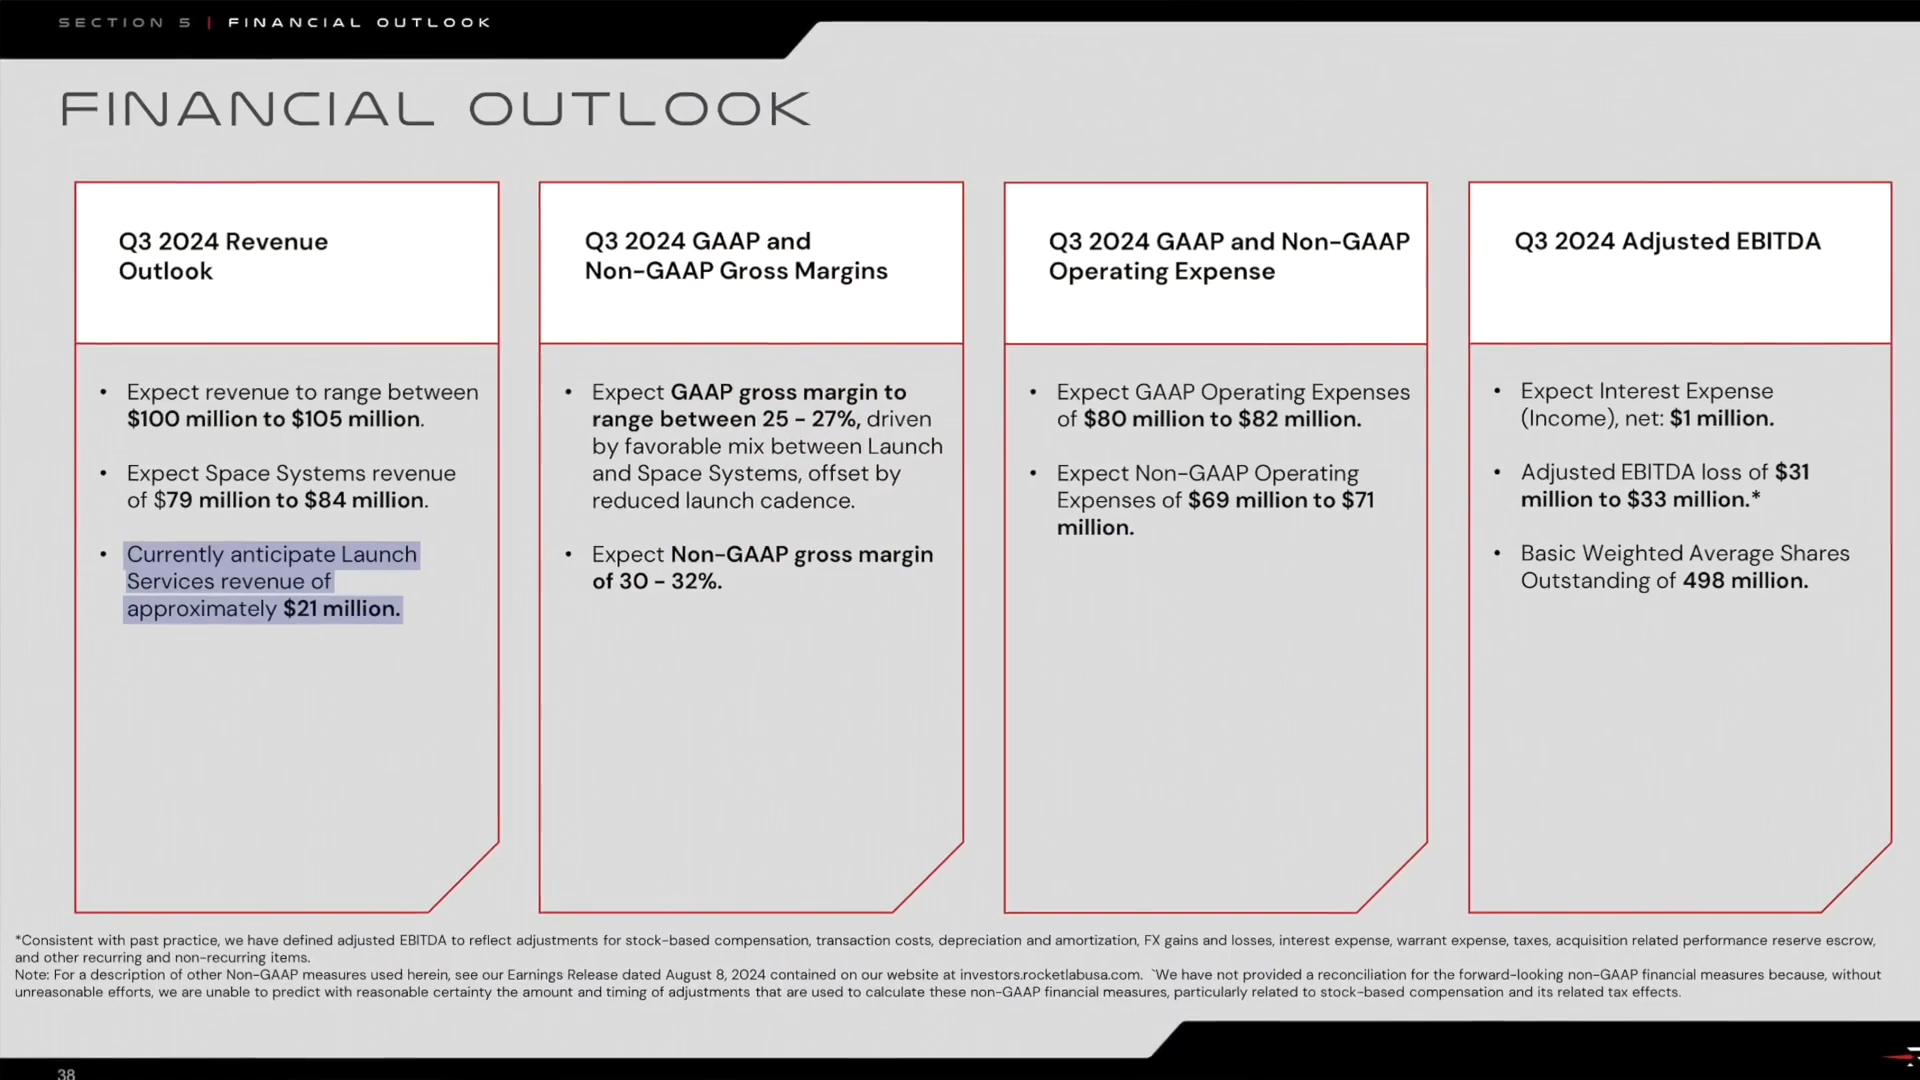 SECTION 5 | FINANCIAL OUTLOOK
FINANCIAL OUTLOOK
Q3 2024 Revenue
Outlook
• Expect revenue to range between
$100 million to $105 million.
• Expect Space Systems revenue
of $79 million to $84 million.
• Currently anticipate Launch
Services revenue of
approximately $21 million.
Q3 2024 GAAP and
Non-GAAP Gross Margins
• Expect GAAP gross margin to
range between 25 - 27%, driven
by favorable mix between Launch
and Space Systems, offset by
reduced launch cadence.
• Expect Non-GAAP gross margin
of 30 - 32%.
Q3 2024 GAAP and Non-GAAP
Operating Expense
• Expect GAAP Operating Expenses
of $80 million to $82 million.
• Expect Non-GAAP Operating
Expenses of $69 million to $71
million.
Q3 2024 Adjusted EBITDA
• Expect Interest Expense
(Income), net: $1 million.
• Adjusted EBITDA loss of $31
million to $33 million.*
• Basic Weighted Average Shares
Outstanding of 498 million.
*Consistent with past practice, we have defined adjusted EBITDA to reflect adjustments for stock-based compensation, transaction costs, depreciation and amortization, FX gains and losses, interest expense, warrant expense, taxes, acquisition related performance reserve escrow,
and other recurring and non-recurring items.
Note: For a description of other Non-GAAP measures used herein, see our Earnings Release dated August 8, 2024 contained on our website at investors.rocketlabusa.com. `We have not provided a reconciliation for the forward-looking non-GAAP financial measures because, without
unreasonable efforts, we are unable to predict with reasonable certainty the amount and timing of adjustments that are used to calculate these non-GAAP financial measures, particularly related to stock-based compensation and its related tax effects.
38